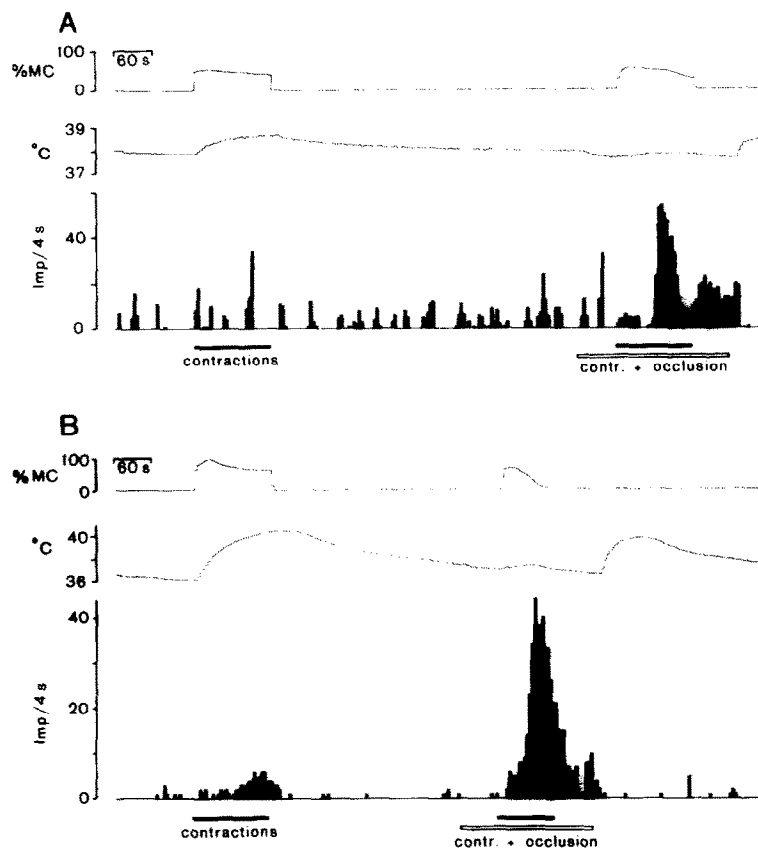 A
60 s
%MC
100
0
°C
39
37
Imp/4 s
40
0
contractions
contr. + occlusion
B
60 s
%MC
100
0
°C
40
36
Imp/4 s
40
20
0
contractions
contr. + occlusion